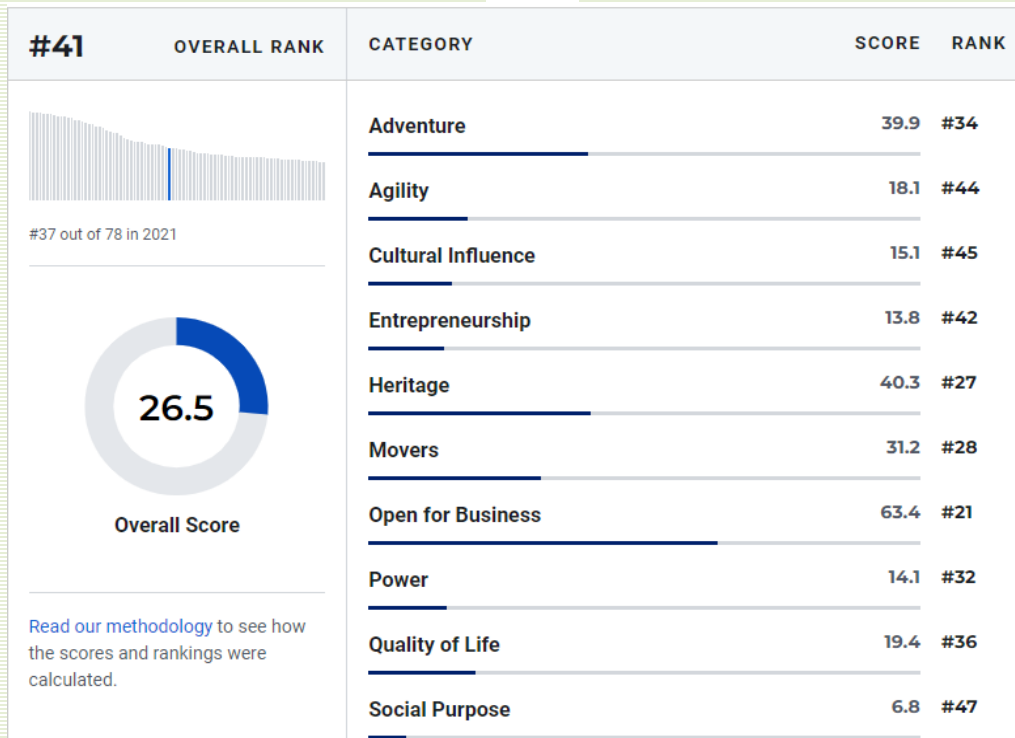 #41 OVERALL RANK
#37 out of 78 in 2021
26.5
Overall Score
Read our methodology to see how
the scores and rankings were
calculated.
CATEGORY SCORE RANK
Adventure 39.9 #34
Agility 18.1 #44
Cultural Influence 15.1 #45
Entrepreneurship 13.8 #42
Heritage 40.3 #27
Movers 31.2 #28
Open for Business 63.4 #21
Power 14.1 #32
Quality of Life 19.4 #36
Social Purpose 6.8 #47